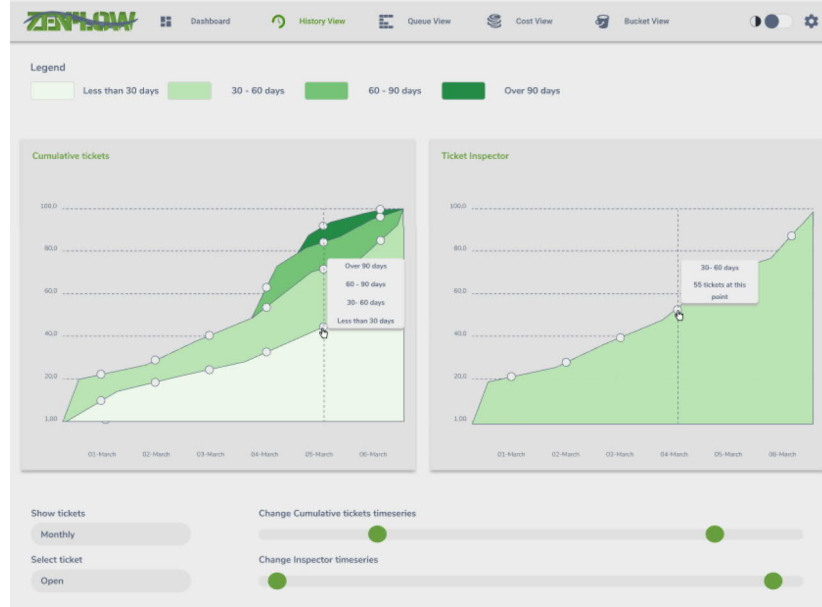 ZENFLOW Dashboard History View Queue View Cost View Bucket View
Legend
Less than 30 days 30 - 60 days 60 - 90 days Over 90 days
Cumulative tickets
100.0
80.0
60.0
40.0
20.0
1.00
Over 90 days
60 - 90 days
30- 60 days
Less than 30 days
01-March 02-March 03-March 04-March 05-March 06-March
Ticket Inspector
100.0
80.0
60.0
40.0
20.0
1.00
30- 60 days
55 tickets at this
point
01-March 02-March 03-March 04-March 05-March 06-March
Show tickets
Monthly
Select ticket
Open
Change Cumulative tickets timeseries
Change Inspector timeseries